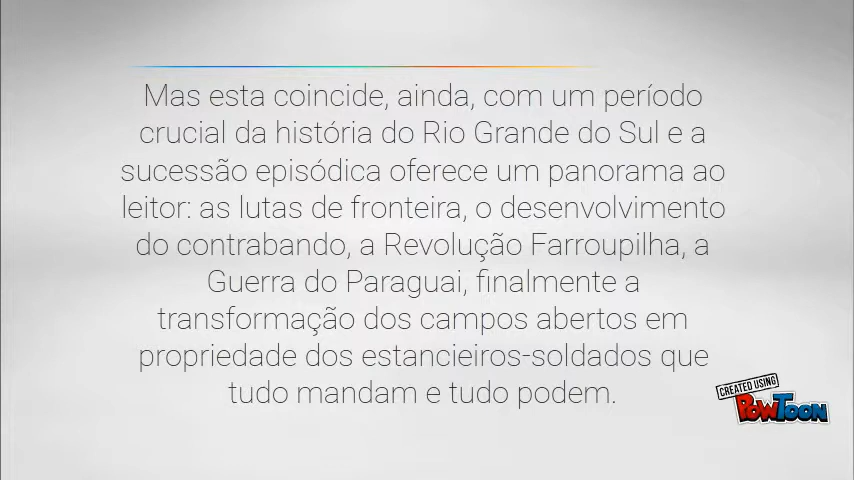 Mas esta coincide, ainda, com um período
crucial da história do Rio Grande do Sul e a
sucessão episódica oferece um panorama ao
leitor: as lutas de fronteira, o desenvolvimento
do contrabando, a Revolução Farroupilha, a
Guerra do Paraguai, finalmente a
transformação dos campos abertos em
propriedade dos estancieiros-soldados que
tudo mandam e tudo podem.
CREATED USING
POWTOON